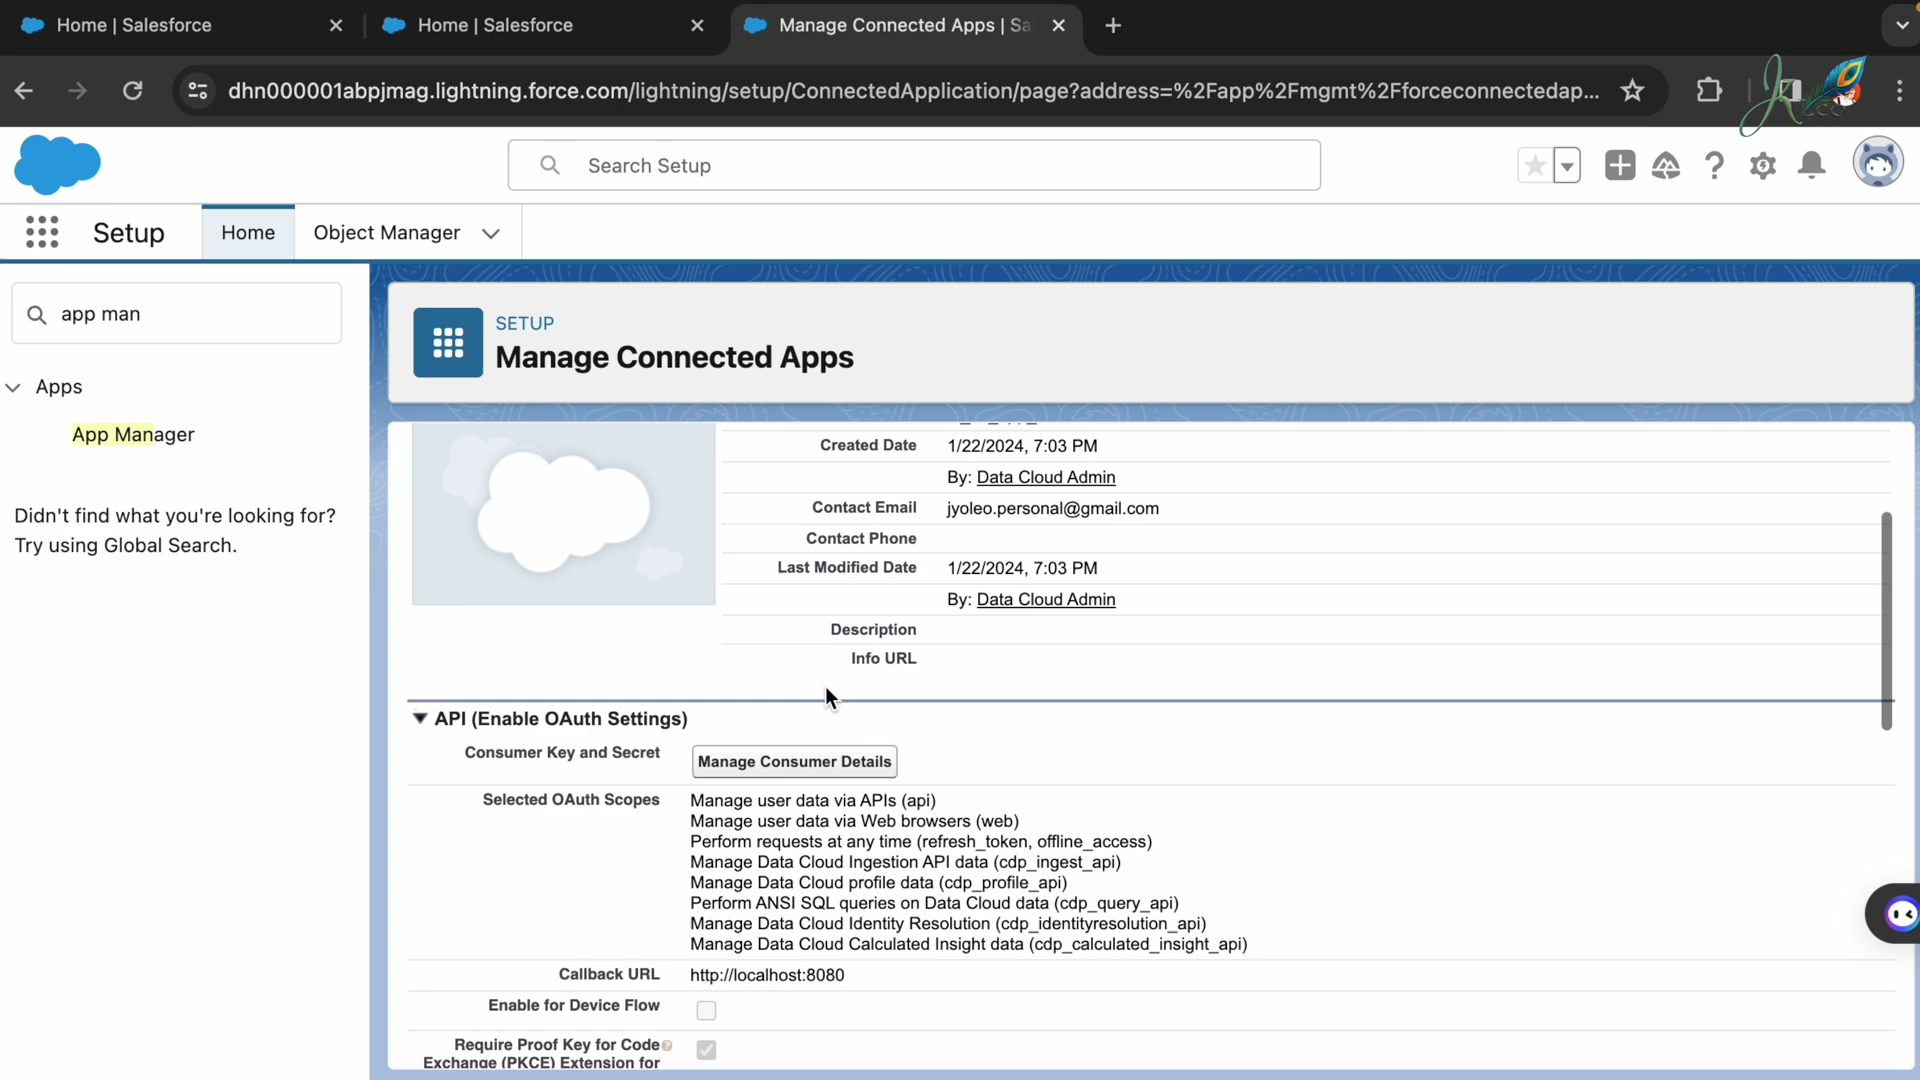 Home | Salesforce
Home | Salesforce
Manage Connected Apps | Sa
dhn000001abpjmag.lightning.force.com/lightning/setup/ConnectedApplication/page?address=%2Fapp%2Fmgmt%2Fforceconnectedap...
Search Setup
Setup
Home
Object Manager
app man
Apps
App Manager
Didn't find what you're looking for?
Try using Global Search.
SETUP
Manage Connected Apps
Created Date 1/22/2024, 7:03 PM
By: Data Cloud Admin
Contact Email jyoleo.personal@gmail.com
Contact Phone
Last Modified Date 1/22/2024, 7:03 PM
By: Data Cloud Admin
Description
Info URL
API (Enable OAuth Settings)
Consumer Key and Secret Manage Consumer Details
Selected OAuth Scopes Manage user data via APIs (api)
Manage user data via Web browsers (web)
Perform requests at any time (refresh_token, offline_access)
Manage Data Cloud Ingestion API data (cdp_ingest_api)
Manage Data Cloud profile data (cdp_profile_api)
Perform ANSI SQL queries on Data Cloud data (cdp_query_api)
Manage Data Cloud Identity Resolution (cdp_identityresolution_api)
Manage Data Cloud Calculated Insight data (cdp_calculated_insight_api)
Callback URL http://localhost:8080
Enable for Device Flow
Require Proof Key for Code
Exchange (PKCE) Extension for